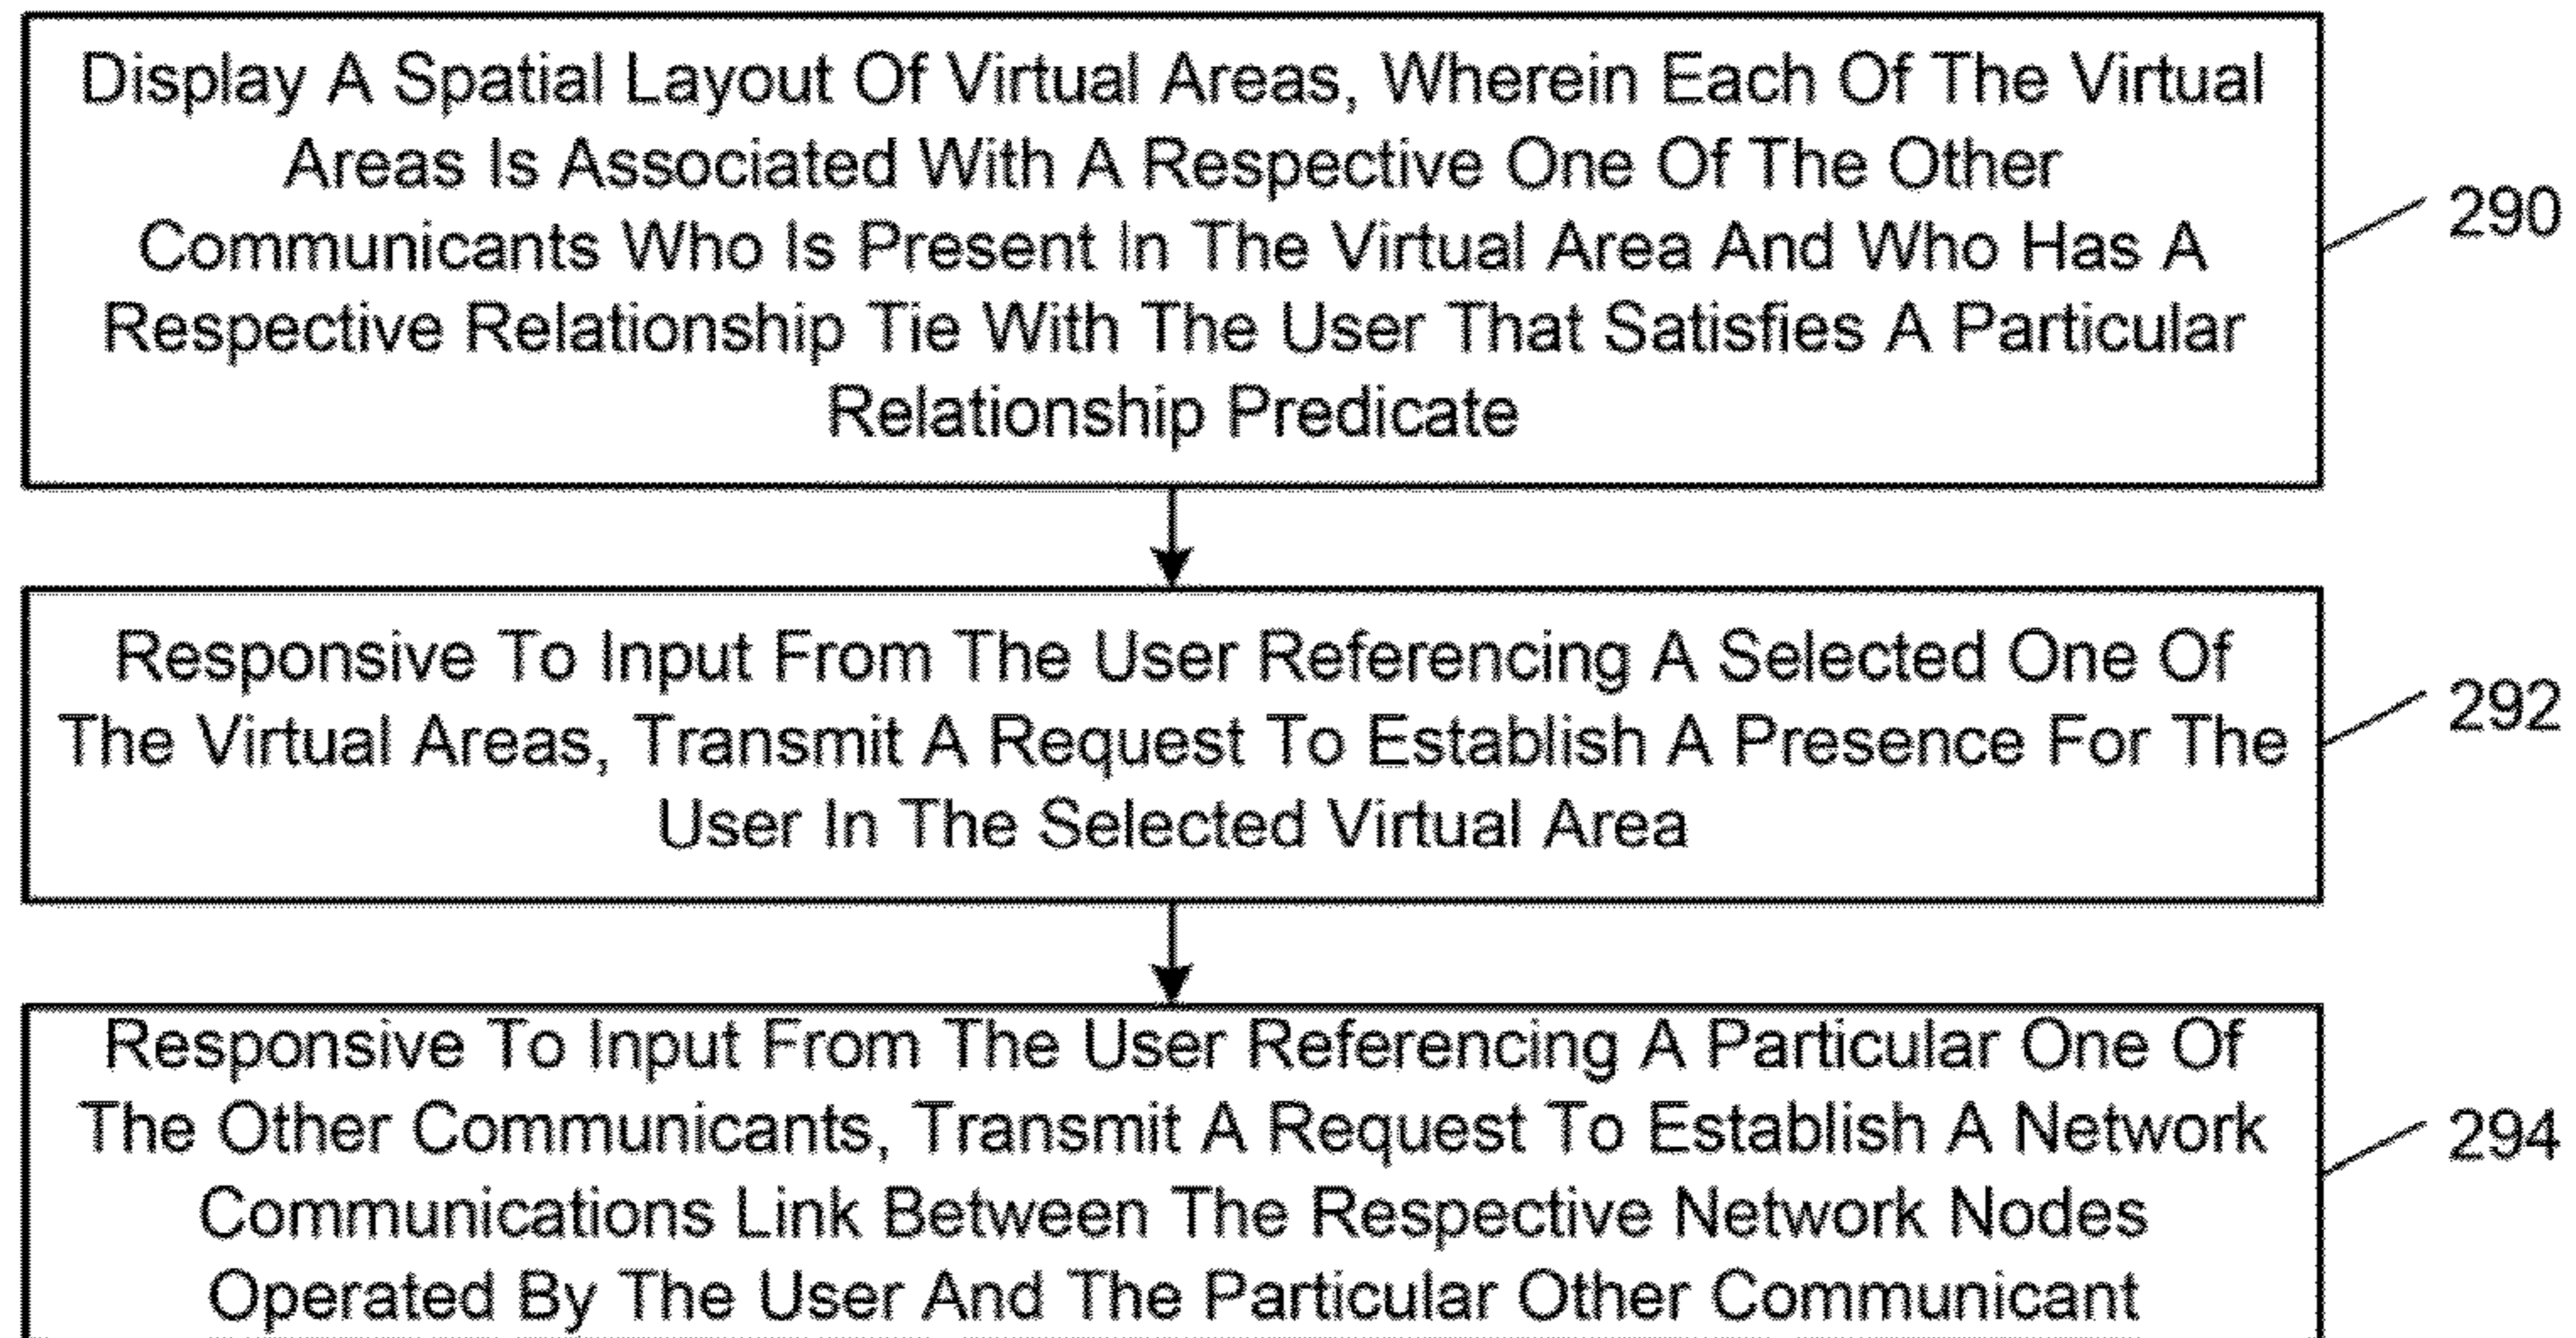 Display A Spatial Layout Of Virtual Areas, Wherein Each Of The Virtual
Areas Is Associated With A Respective One Of The Other
Communicants Who Is Present In The Virtual Area And Who Has A
Respective Relationship Tie With The User That Satisfies A Particular
Relationship Predicate
290
Responsive To Input From The User Referencing A Selected One Of
The Virtual Areas, Transmit A Request To Establish A Presence For The
User In The Selected Virtual Area
292
Responsive To Input From The User Referencing A Particular One Of
The Other Communicants, Transmit A Request To Establish A Network
Communications Link Between The Respective Network Nodes
Operated By The User And The Particular Other Communicant
294